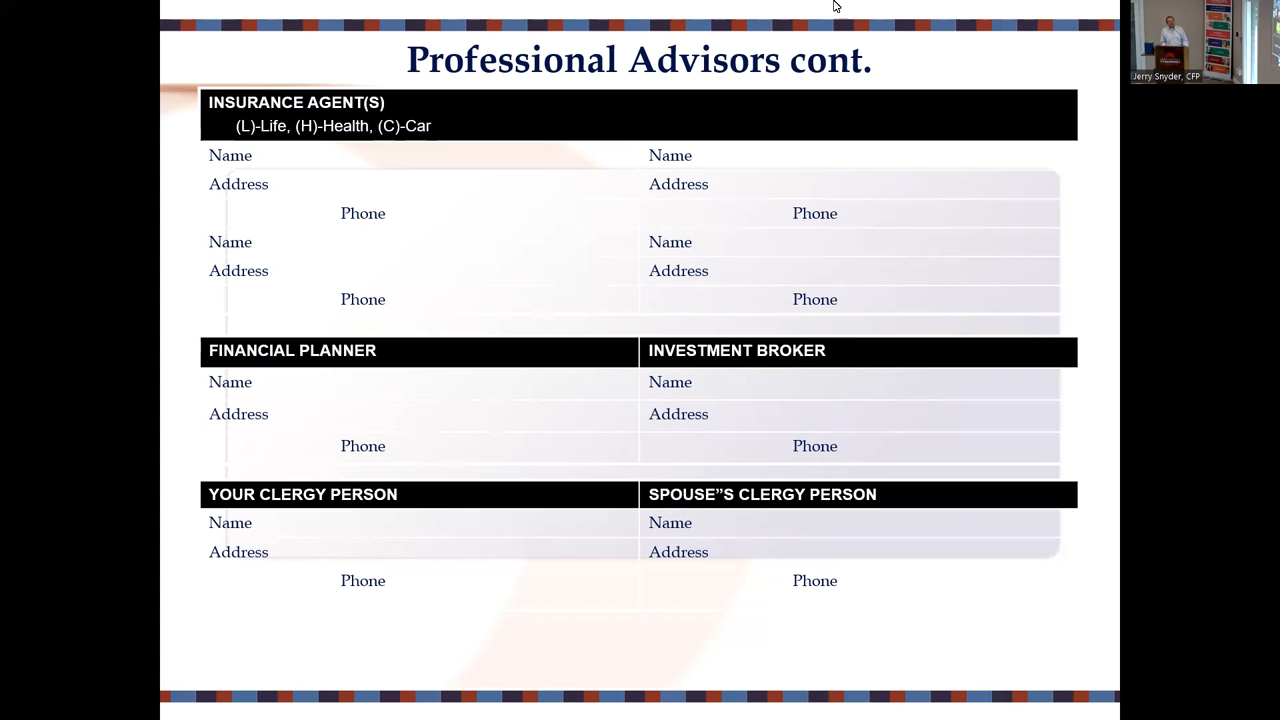 Professional Advisors cont.
INSURANCE AGENT(S)
(L)-Life, (H)-Health, (C)-Car
Name Name
Address Address
Phone Phone
Name Name
Address Address
Phone Phone
FINANCIAL PLANNER INVESTMENT BROKER
Name Name
Address Address
Phone Phone
YOUR CLERGY PERSON SPOUSE”S CLERGY PERSON
Name Name
Address Address
Phone Phone
Jerry Snyder, CFP